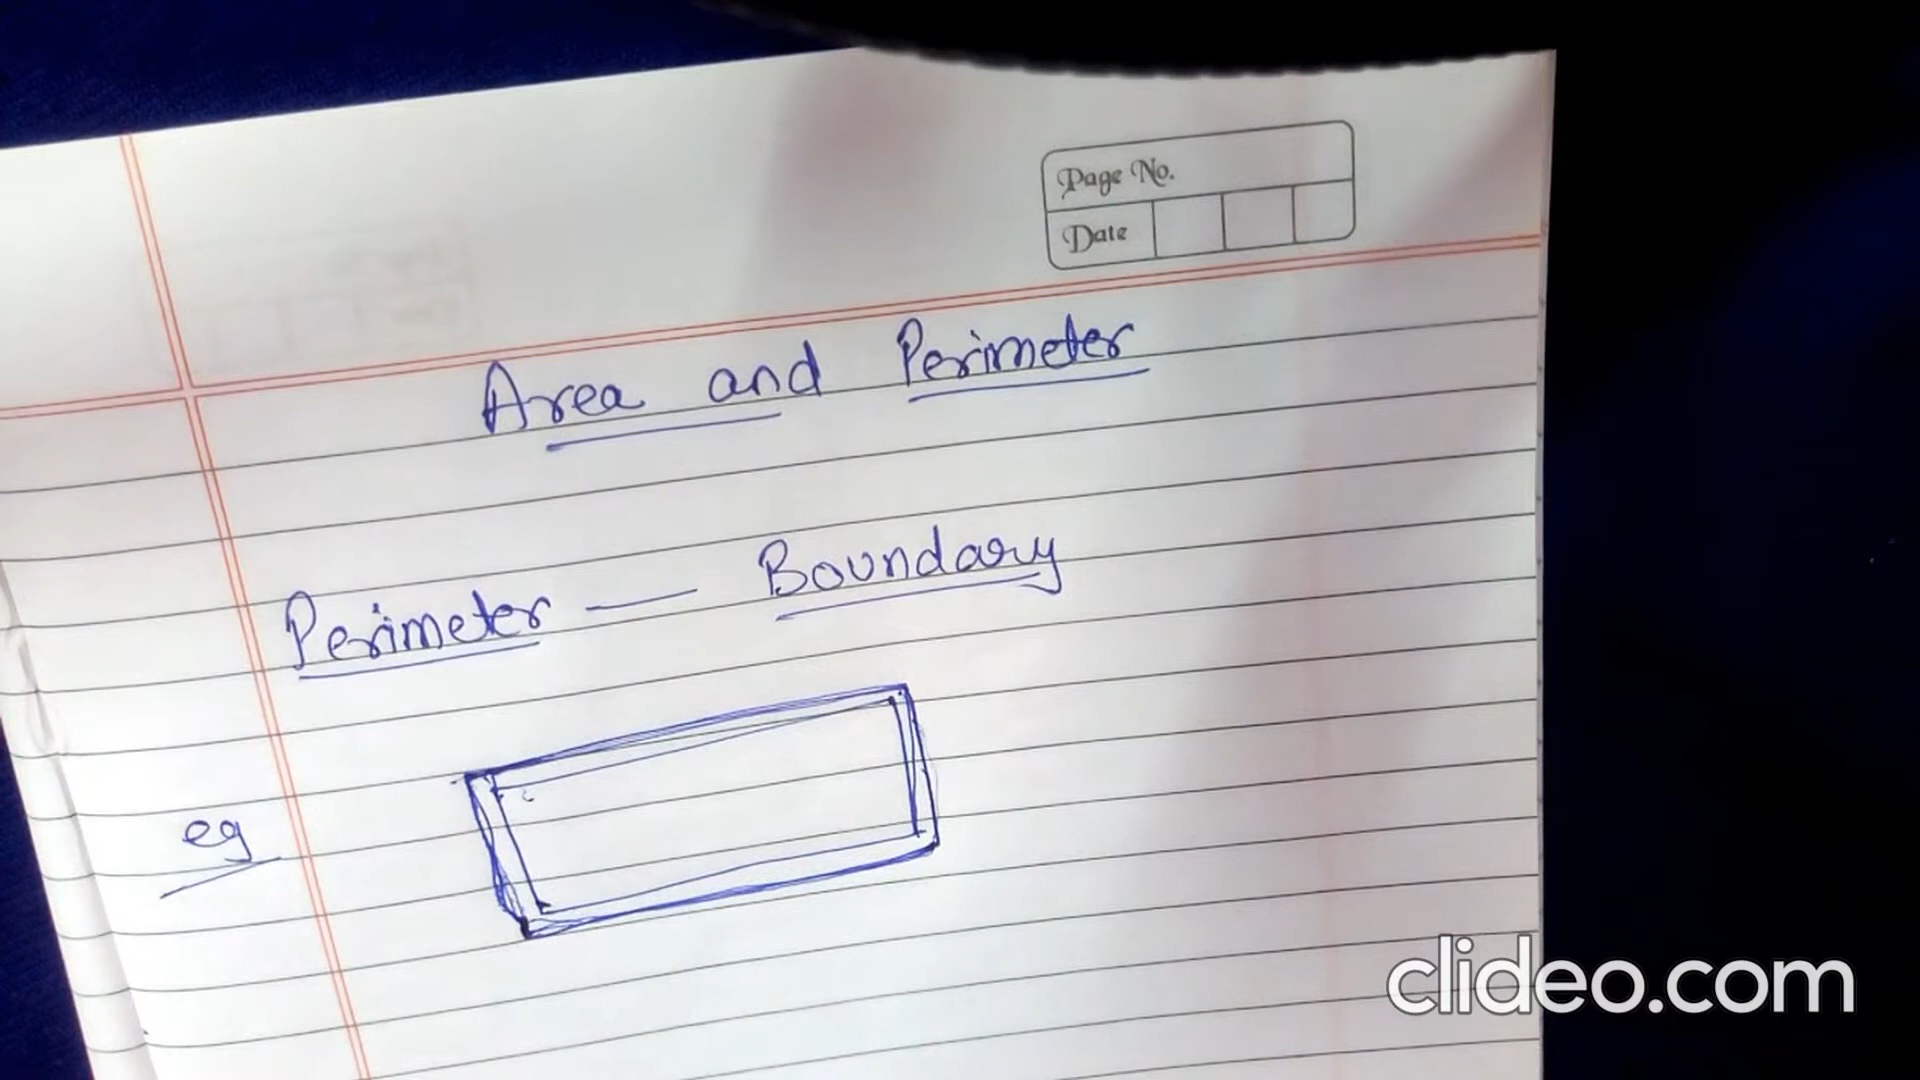 Page No.
Date
Area and Perimeter
Perimeter — Boundary
eg
clideo.com